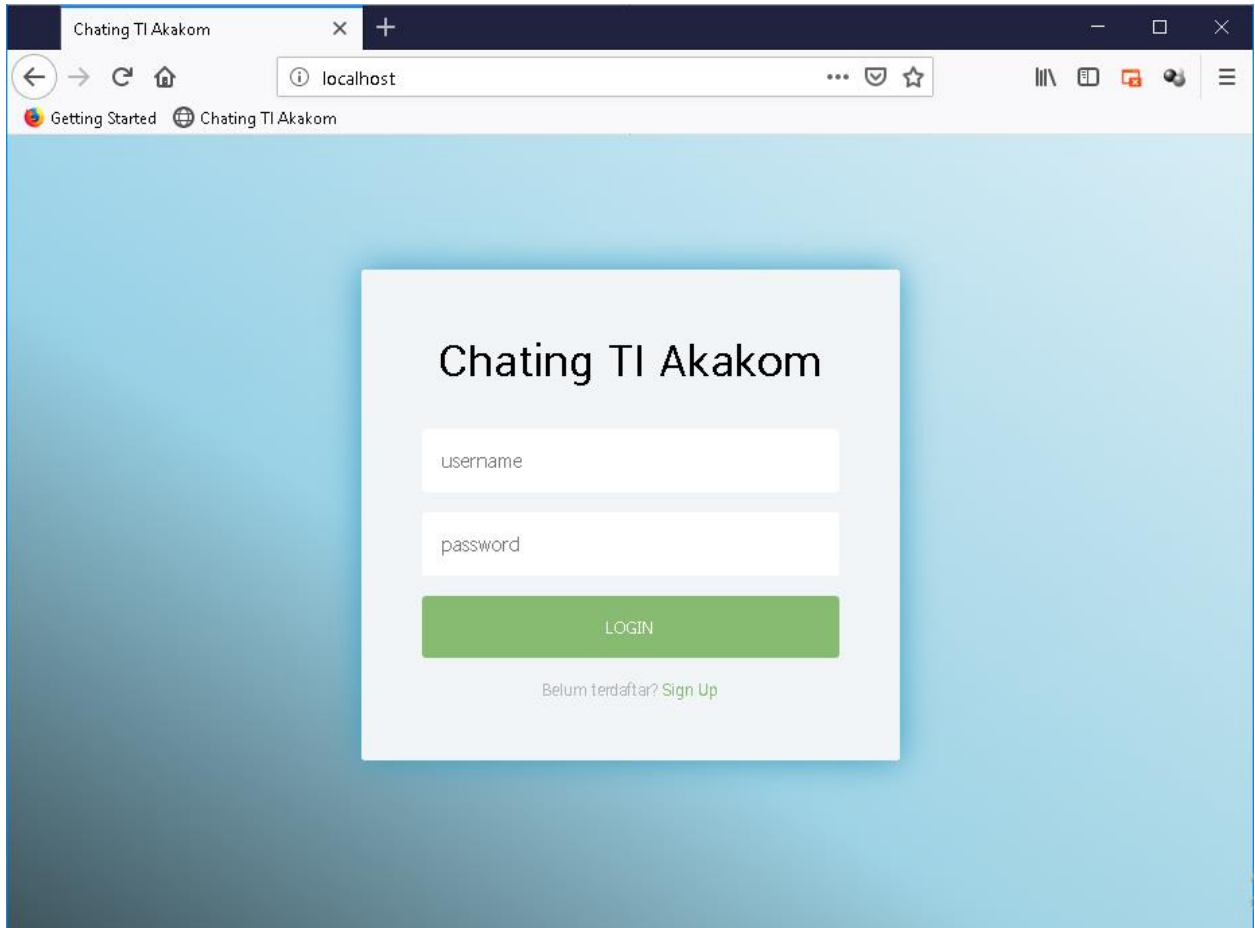 Chating TI Akakom
localhost
Getting Started Chating TI Akakom
Chating TI Akakom
username
password
LOGIN
Belum terdaftar? Sign Up